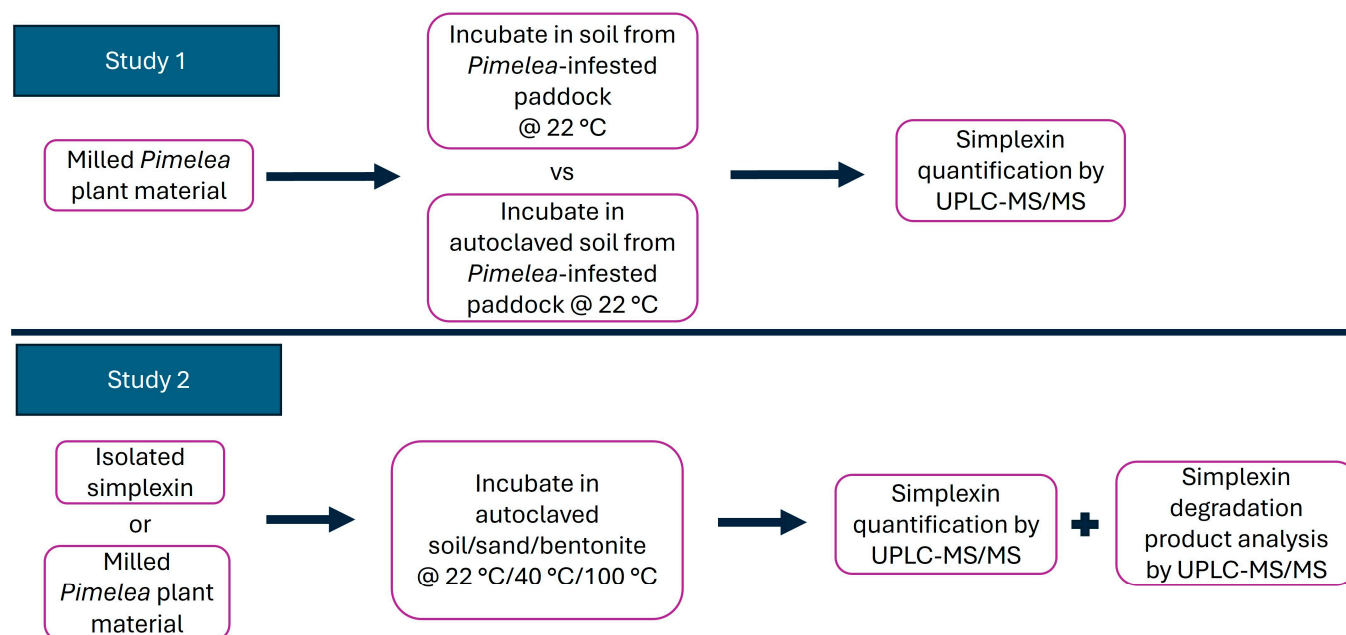 Study 1
Milled Pimelea
plant material
Incubate in soil from
Pimelea-infested
paddock
@ 22 °C
vs
Incubate in
autoclaved soil from
Pimelea-infested
paddock @ 22 °C
Simplexin
quantification by
UPLC-MS/MS
Study 2
Isolated
simplexin
or
Milled
Pimelea plant
material
Incubate in
autoclaved
soil/sand/bentonite
@ 22 °C/40 °C/100 °C
Simplexin
quantification by
UPLC-MS/MS
Simplexin
degradation
product analysis
by UPLC-MS/MS